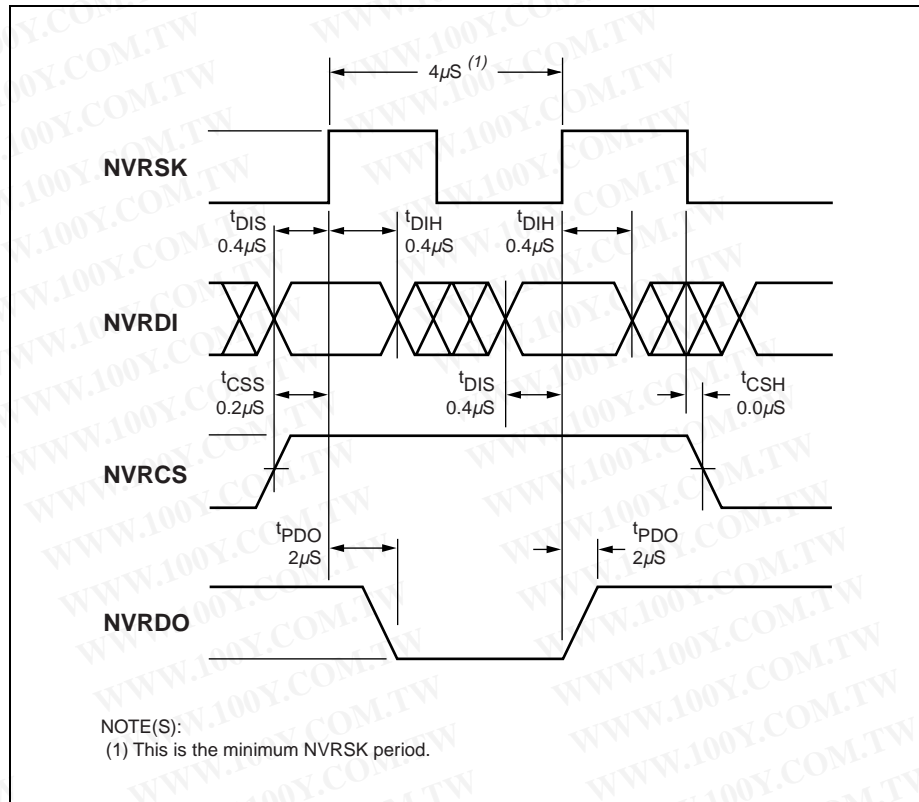 4µS (1)
NVRSK
tDIS
0.4µS
tDIH
0.4µS
tDIH
0.4µS
NVRDI
tCSS
0.2µS
tDIS
0.4µS
tCSH
0.0µS
NVRCS
tPDO
2µS
tPDO
2µS
NVRDO
NOTE(S):
(1) This is the minimum NVRSK period.
WWW.100Y.COM.TW